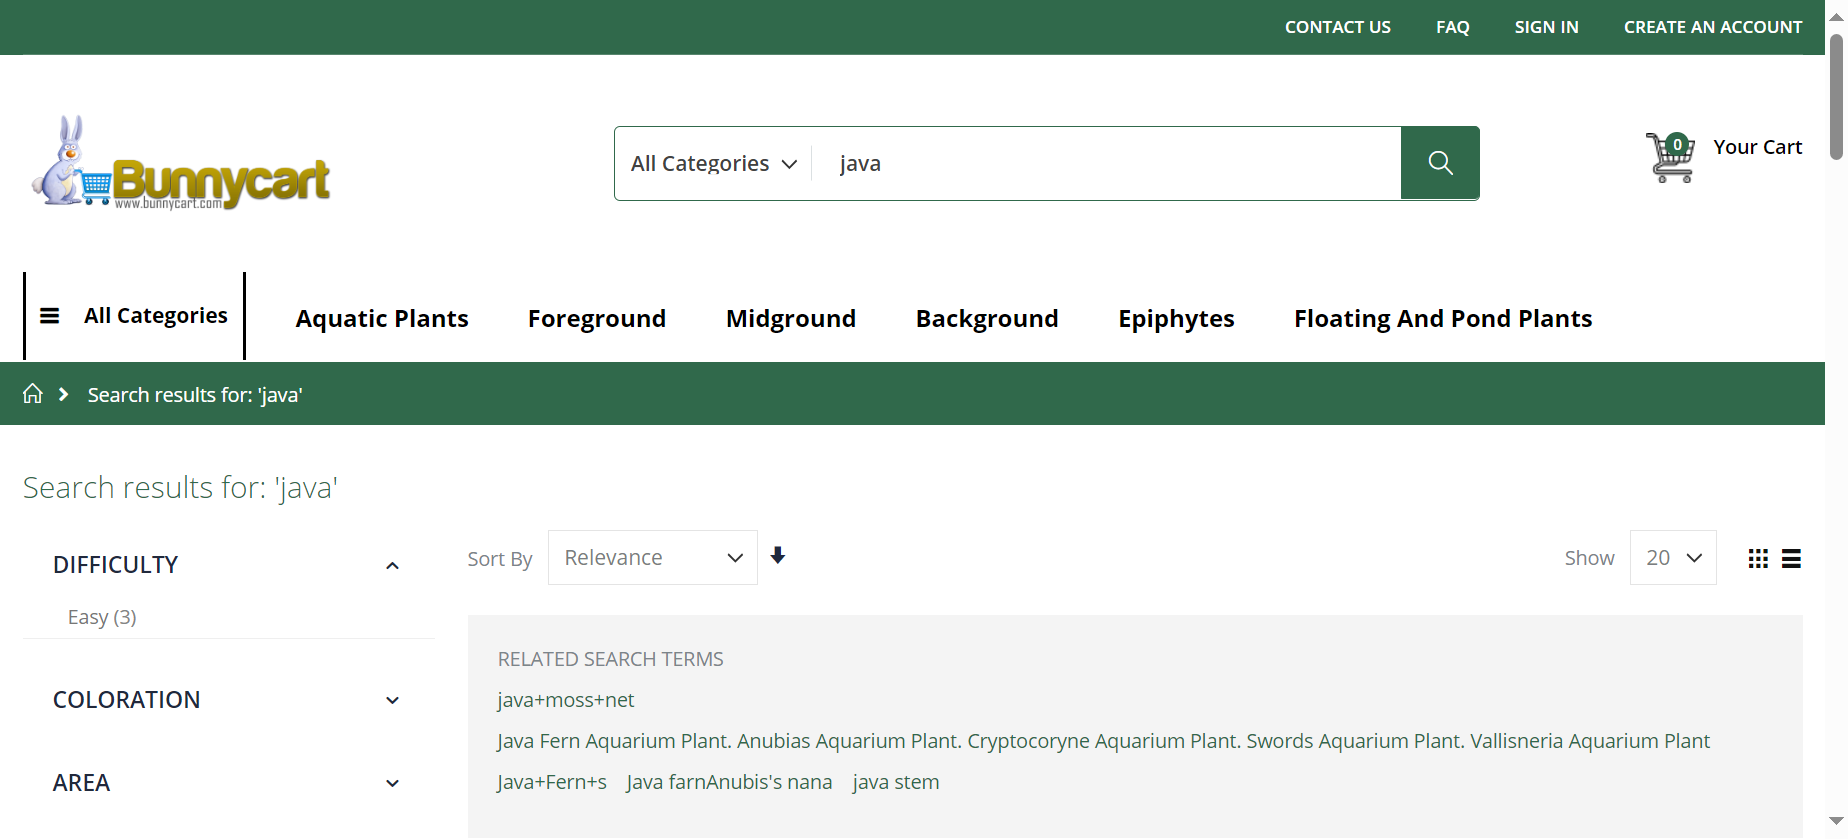 CONTACT US FAQ SIGN IN CREATE AN ACCOUNT
Bunnycart
www.bunnycart.com
All Categories java
0 Your Cart
All Categories Aquatic Plants Foreground Midground Background Epiphytes Floating And Pond Plants
Search results for: 'java'
Search results for: 'java'
DIFFICULTY
Easy (3)
COLORATION
AREA
Sort By Relevance Show 20
RELATED SEARCH TERMS
java+moss+net
Java Fern Aquarium Plant. Anubias Aquarium Plant. Cryptocoryne Aquarium Plant. Swords Aquarium Plant. Vallisneria Aquarium Plant
Java+Fern+s Java farnAnubis's nana java stem